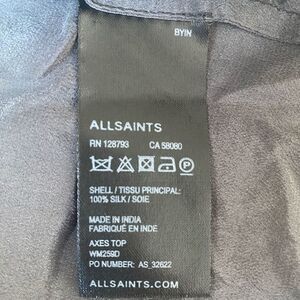 BYIN
ALLSAINTS
RN 128793 CA 58080
P
SHELL / TISSU PRINCIPAL:
100% SILK / SOIE
MADE IN INDIA
FABRIQUÉ EN INDE
AXES TOP
WM259D
PO NUMBER: AS_32622
ALLSAINTS.COM